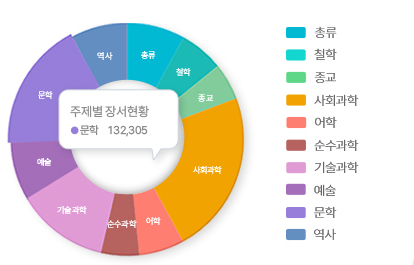 총류
철학
종교
사회과학
어학
순수과학
기술과학
예술
문학
역사
주제별 장서현황
문학 132,305
총류
철학
종교
사회과학
어학
순수과학
기술과학
예술
문학
역사